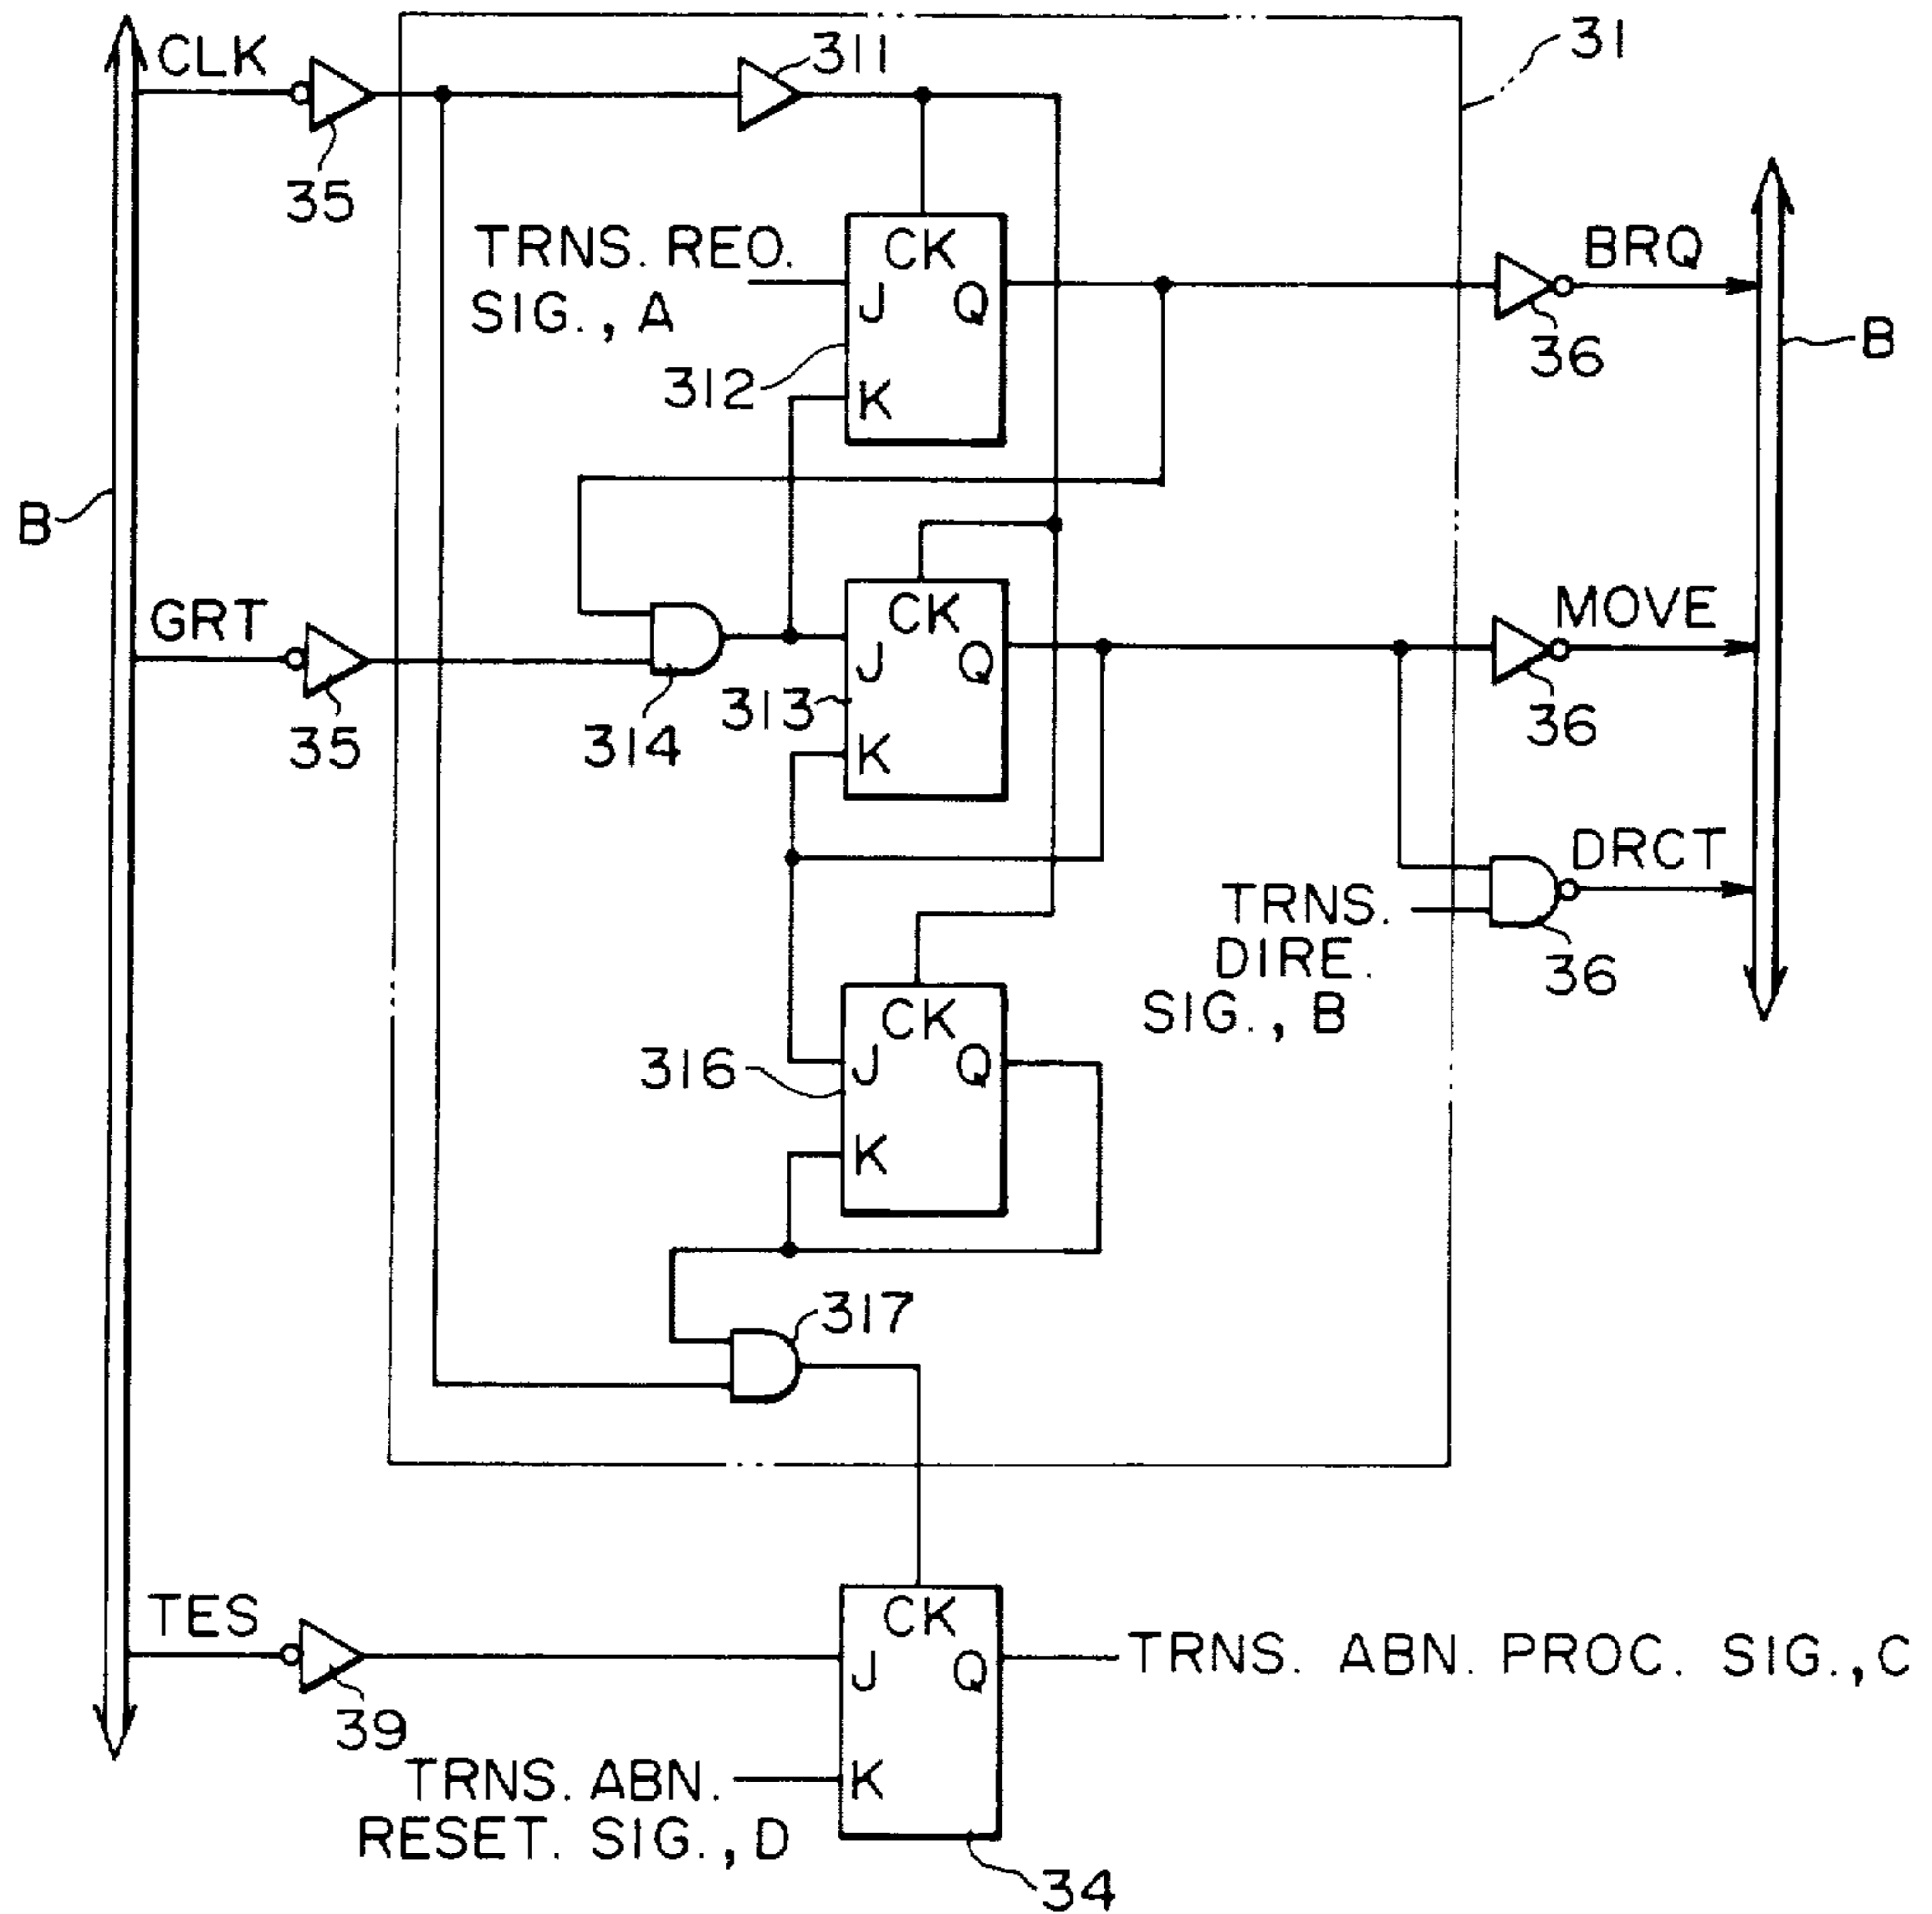 CLK
311
31
35
TRNS. REO.
SIG., A
CK
J
Q
K
312
BRQ
36
B
B
GRT
35
314
CK
J
Q
K
313
MOVE
36
DRCT
TRNS.
DIRE.
SIG., B
36
CK
J
Q
K
316
317
TES
39
CK
J
Q
K
TRNS. ABN. PROC. SIG., C
TRNS. ABN.
RESET. SIG., D
34